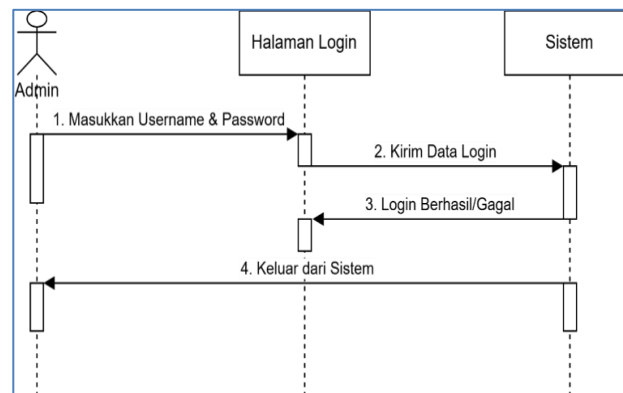 Halaman Login
Sistem
Admin
1. Masukkan Username & Password
2. Kirim Data Login
3. Login Berhasil/Gagal
4. Keluar dari Sistem